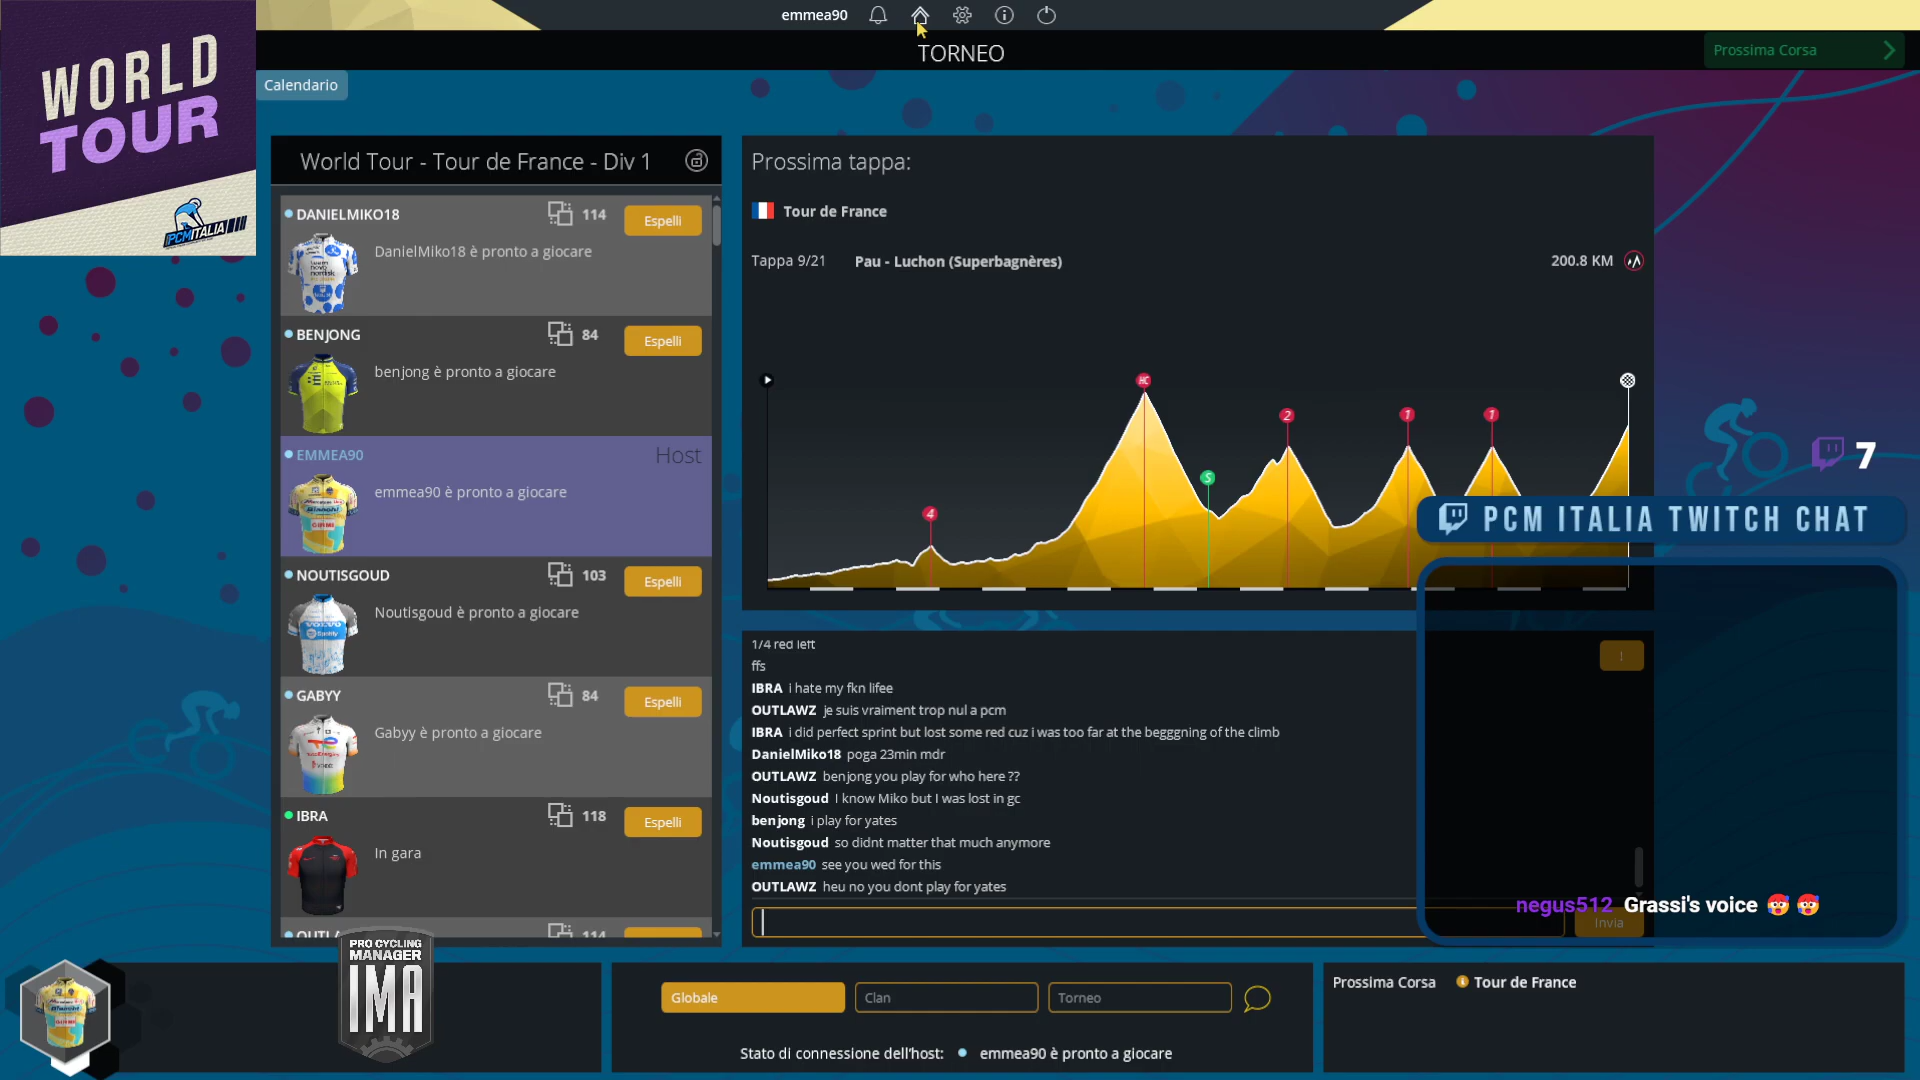 emmea90
TORNEO
Prossima Corsa
WORLD
TOUR
PCMITALIA
Calendario
World Tour - Tour de France - Div 1
DANIELMIKO18
114
Espelli
DanielMiko18 è pronto a giocare
BENJONG
84
Espelli
benjong è pronto a giocare
EMMEA90
Host
emmea90 è pronto a giocare
NOUTISGOUD
103
Espelli
Noutisgoud è pronto a giocare
GABYY
84
Espelli
Gabyy è pronto a giocare
IBRA
118
Espelli
In gara
114
Prossima tappa:
Tour de France
Tappa 9/21
Pau - Luchon (Superbagnères)
200.8 KM
4
HC
S
2
1
1
7
PCM ITALIA TWITCH CHAT
1/4 red left
ffs
IBRA i hate my fkn lifee
OUTLAWZ je suis vraiment trop nul a pcm
IBRA i did perfect sprint but lost some red cuz i was too far at the begggning of the climb
DanielMiko18 poga 23min mdr
OUTLAWZ benjong you play for who here ??
Noutisgoud I know Miko but I was lost in gc
benjong i play for yates
Noutisgoud so didnt matter that much anymore
emmea90 see you wed for this
OUTLAWZ heu no you dont play for yates
negus512 Grassi's voice 🥵 🥵
Invia
PRO CYCLING
MANAGER
IMA
Globale
Clan
Torneo
Stato di connessione dell'host:
emmea90 è pronto a giocare
Prossima Corsa
Tour de France